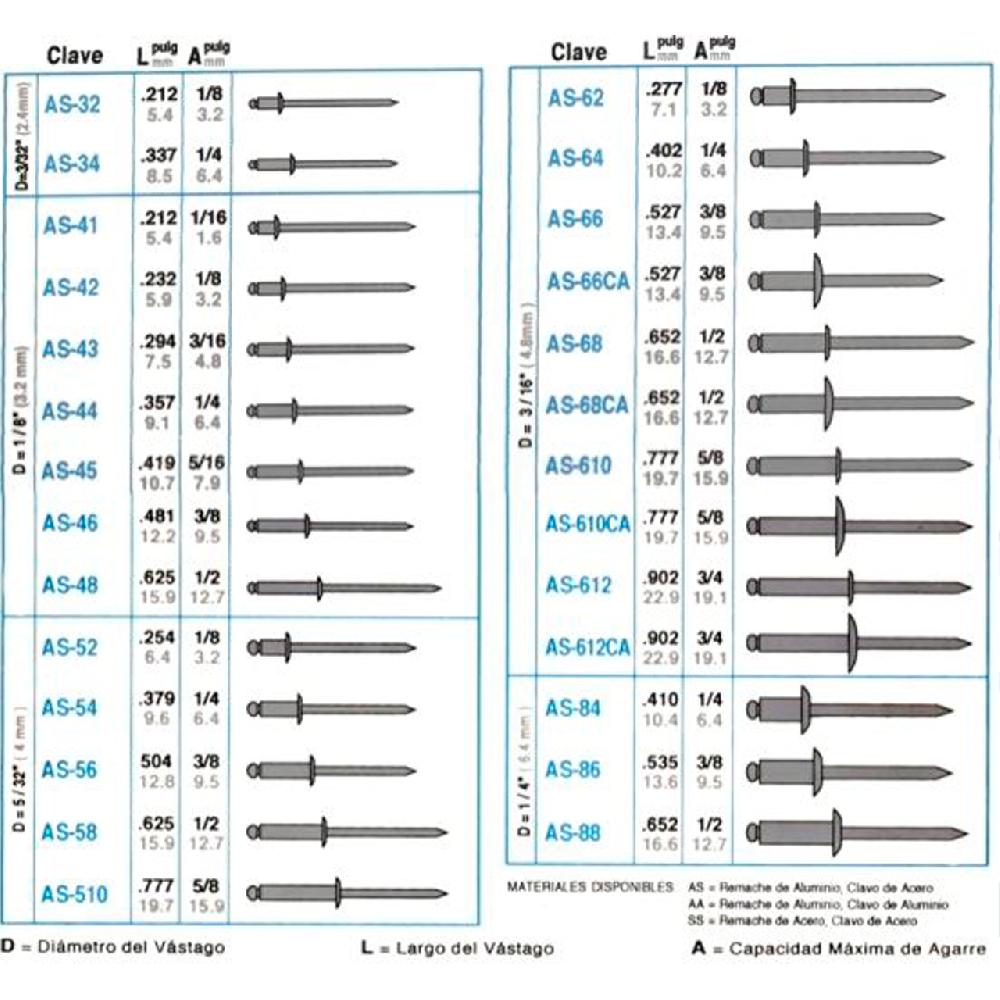 Clave L pulg mm A pulg mm
D=3/32" (2.4mm)
AS-32 .212 1/8
5.4 3.2
AS-34 .337 1/4
8.5 6.4
D = 1/8" (3.2 mm)
AS-41 .212 1/16
5.4 1.6
AS-42 .232 1/8
5.9 3.2
AS-43 .294 3/16
7.5 4.8
AS-44 .357 1/4
9.1 6.4
AS-45 .419 5/16
10.7 7.9
AS-46 .481 3/8
12.2 9.5
AS-48 .625 1/2
15.9 12.7
D = 5/32" ( 4 mm )
AS-52 .254 1/8
6.4 3.2
AS-54 .379 1/4
9.6 6.4
AS-56 504 3/8
12.8 9.5
AS-58 .625 1/2
15.9 12.7
AS-510 .777 5/8
19.7 15.9
Clave L pulg mm A pulg mm
D = 3/16" ( 4.8mm )
AS-62 .277 1/8
7.1 3.2
AS-64 .402 1/4
10.2 6.4
AS-66 .527 3/8
13.4 9.5
AS-66CA .527 3/8
13.4 9.5
AS-68 .652 1/2
16.6 12.7
AS-68CA .652 1/2
16.6 12.7
AS-610 .777 5/8
19.7 15.9
AS-610CA .777 5/8
19.7 15.9
AS-612 .902 3/4
22.9 19.1
AS-612CA .902 3/4
22.9 19.1
D = 1/4" ( 6.4 mm )
AS-84 .410 1/4
10.4 6.4
AS-86 .535 3/8
13.6 9.5
AS-88 .652 1/2
16.6 12.7
MATERIALES DISPONIBLES AS = Remache de Aluminio, Clavo de Acero
AA = Remache de Aluminio, Clavo de Aluminio
SS = Remache de Acero, Clavo de Acero
D = Diámetro del Vástago L = Largo del Vástago A = Capacidad Máxima de Agarre